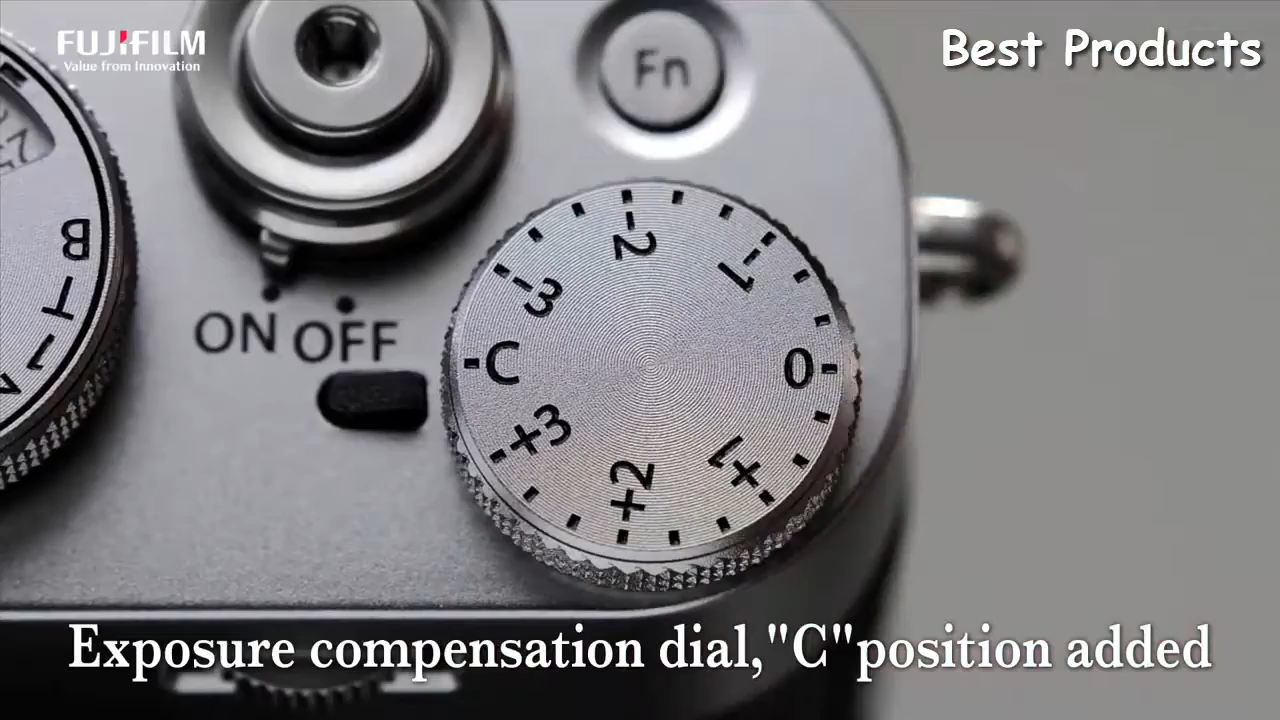 FUJIFILM
Value from Innovation
Best Products
Fn
B
T
1
ON OFF
-3
-2
-1
C
0
+3
+2
+1
Exposure compensation dial,"C"position added